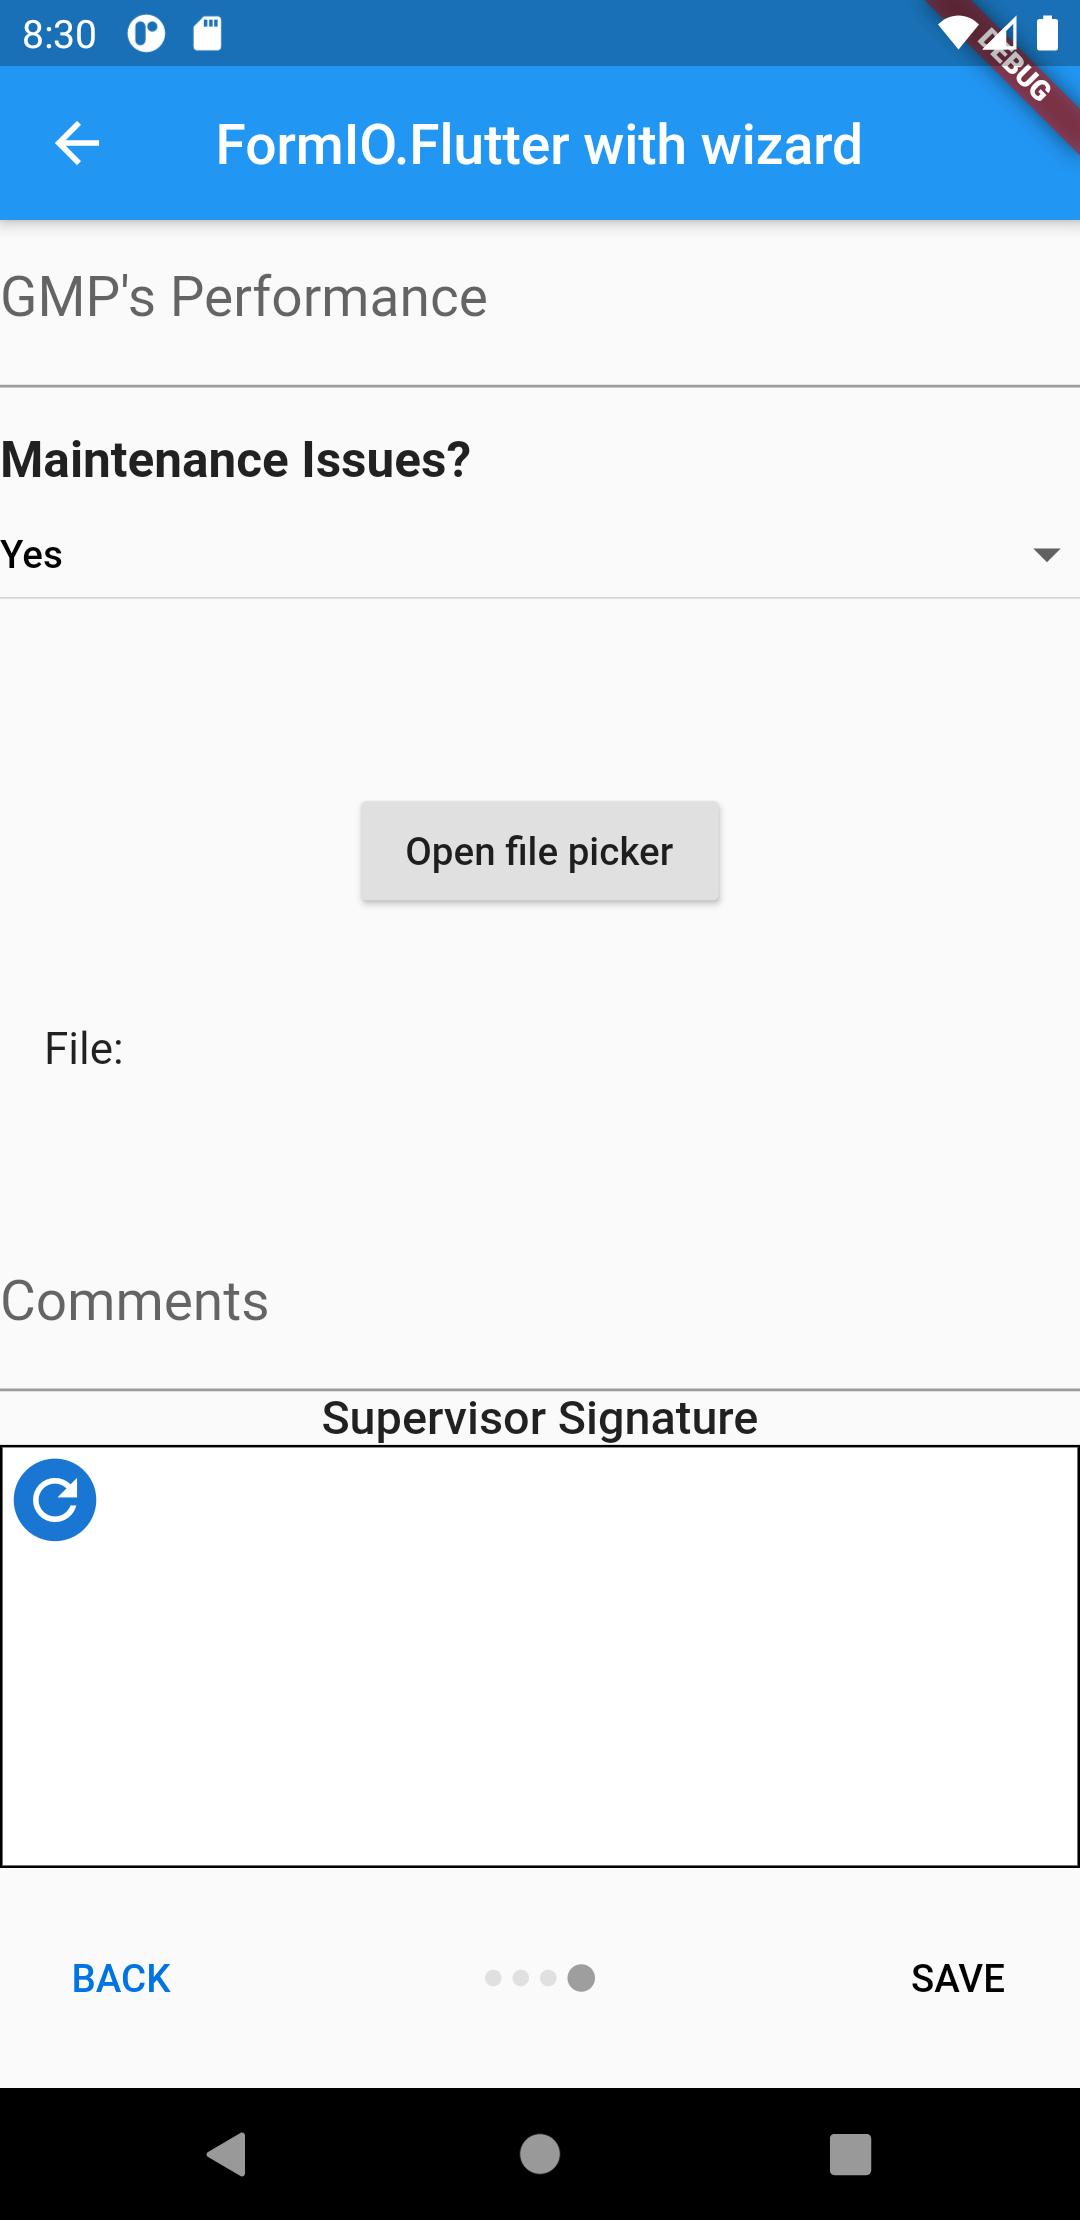 8:30
DEBUG
FormIO.Flutter with wizard
GMP's Performance
Maintenance Issues?
Yes
Open file picker
File:
Comments
Supervisor Signature
BACK
SAVE